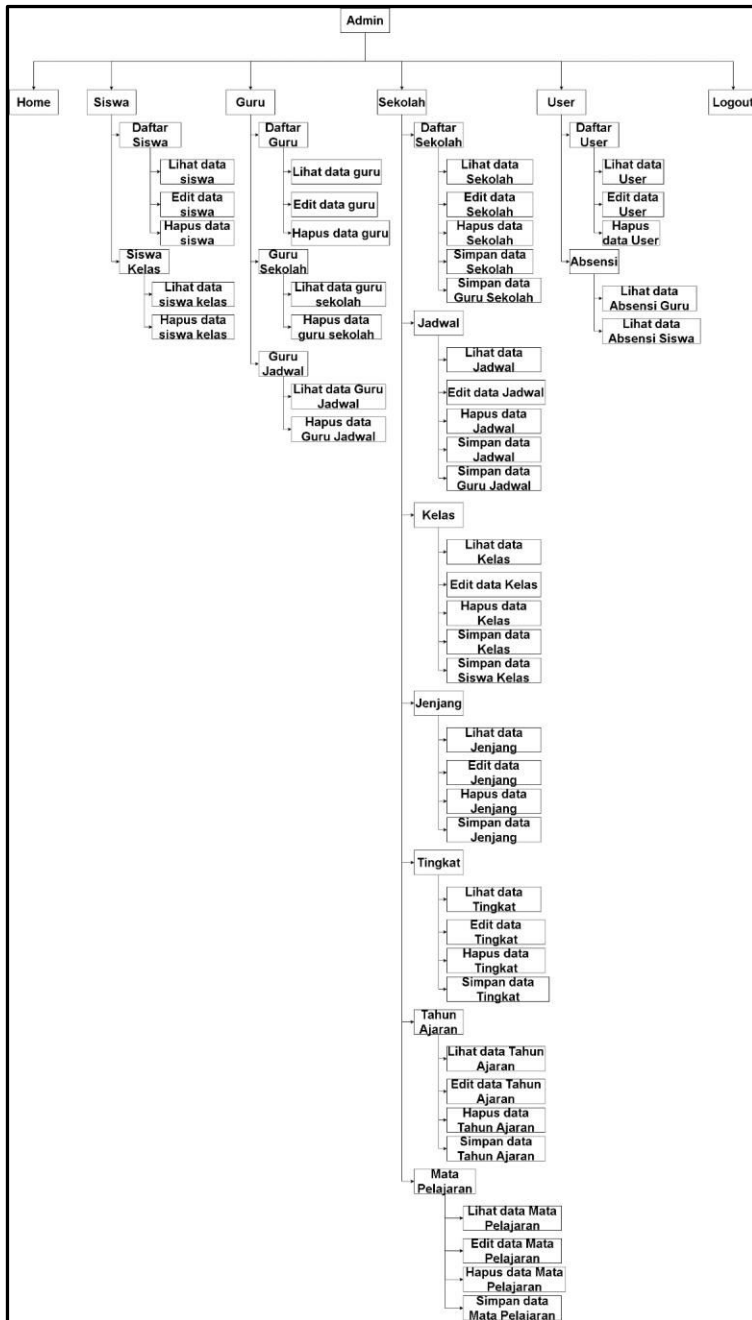 Admin
Home
Siswa
Guru
Sekolah
User
Logout
Daftar
Siswa
Lihat data
siswa
Edit data
siswa
Hapus data
siswa
Siswa
Kelas
Lihat data
siswa kelas
Hapus data
siswa kelas
Daftar
Guru
Lihat data guru
Edit data guru
Hapus data guru
Guru
Sekolah
Lihat data guru
sekolah
Hapus data
guru sekolah
Guru
Jadwal
Lihat data Guru
Jadwal
Hapus data
Guru Jadwal
Daftar
Sekolah
Lihat data
Sekolah
Edit data
Sekolah
Hapus data
Sekolah
Simpan data
Sekolah
Simpan data
Guru Sekolah
Jadwal
Lihat data
Jadwal
Edit data Jadwal
Hapus data
Jadwal
Simpan data
Jadwal
Simpan data
Guru Jadwal
Kelas
Lihat data
Kelas
Edit data Kelas
Hapus data
Kelas
Simpan data
Kelas
Simpan data
Siswa Kelas
Jenjang
Lihat data
Jenjang
Edit data
Jenjang
Hapus data
Jenjang
Simpan data
Jenjang
Tingkat
Lihat data
Tingkat
Edit data
Tingkat
Hapus data
Tingkat
Simpan data
Tingkat
Tahun
Ajaran
Lihat data Tahun
Ajaran
Edit data Tahun
Ajaran
Hapus data
Tahun Ajaran
Simpan data
Tahun Ajaran
Mata
Pelajaran
Lihat data Mata
Pelajaran
Edit data Mata
Pelajaran
Hapus data Mata
Pelajaran
Simpan data
Mata Pelajaran
Daftar
User
Lihat data
User
Edit data
User
Hapus
data User
Absensi
Lihat data
Absensi Guru
Lihat data
Absensi Siswa